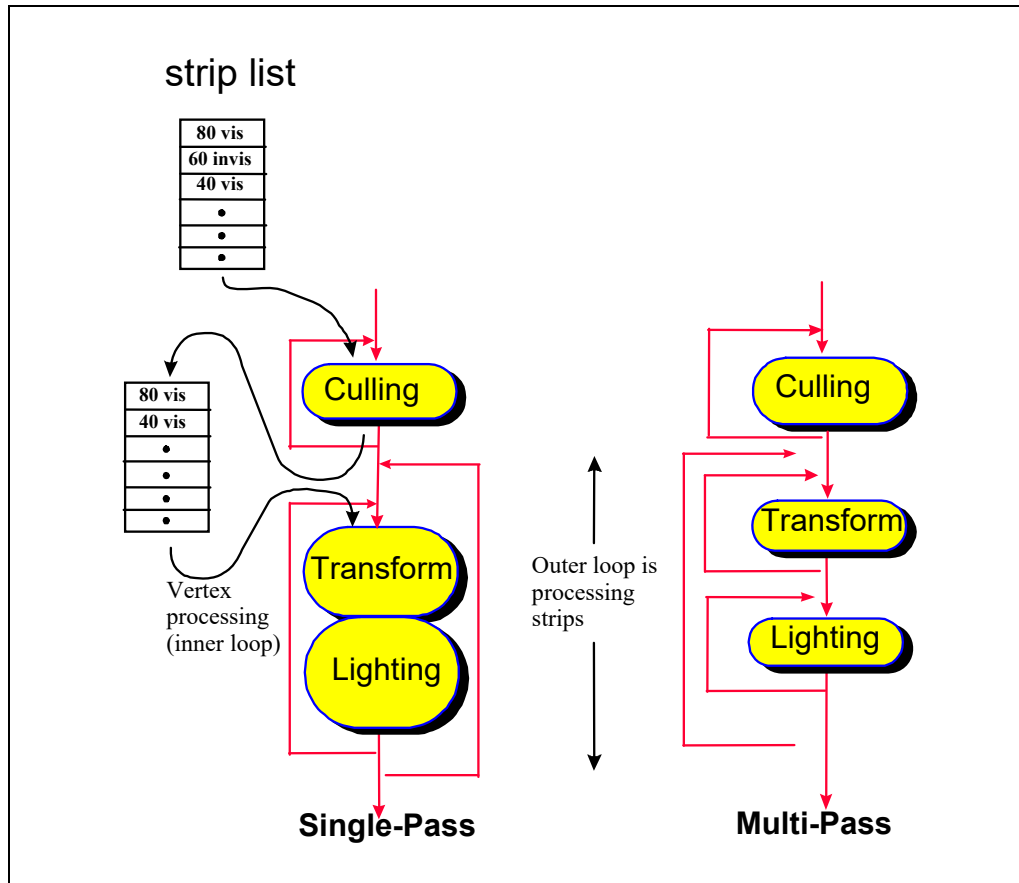 strip list
80 vis
60 invis
40 vis
Culling
80 vis
40 vis
Transform
Lighting
Vertex
processing
(inner loop)
Single-Pass
Outer loop is
processing
strips
Culling
Transform
Lighting
Multi-Pass